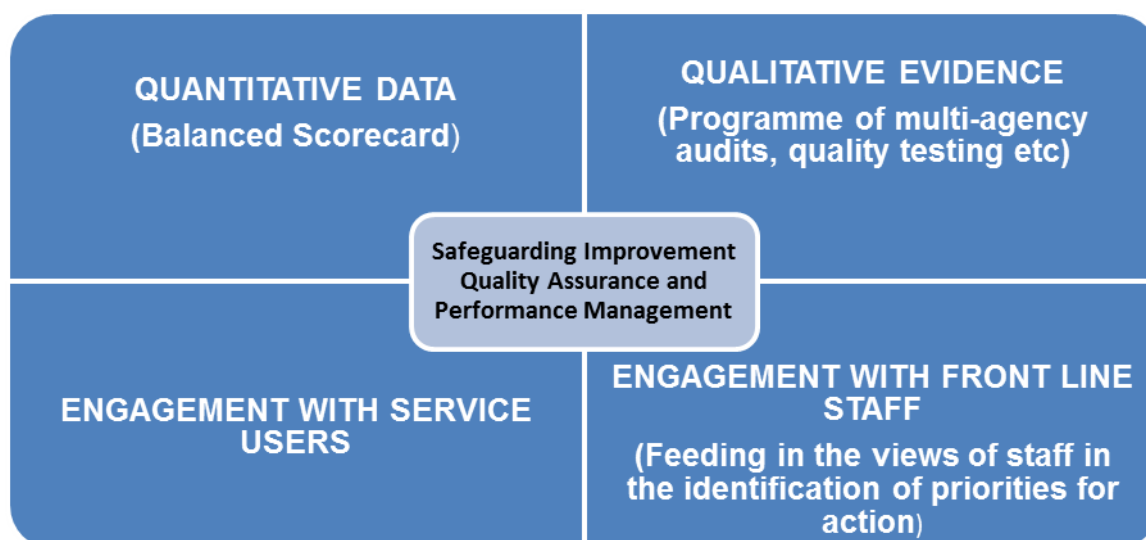 QUANTITATIVE DATA
(Balanced Scorecard)
QUALITATIVE EVIDENCE
(Programme of multi-agency
audits, quality testing etc)
Safeguarding Improvement
Quality Assurance and
Performance Management
ENGAGEMENT WITH SERVICE
USERS
ENGAGEMENT WITH FRONT LINE
STAFF
(Feeding in the views of staff in
the identification of priorities for
action)